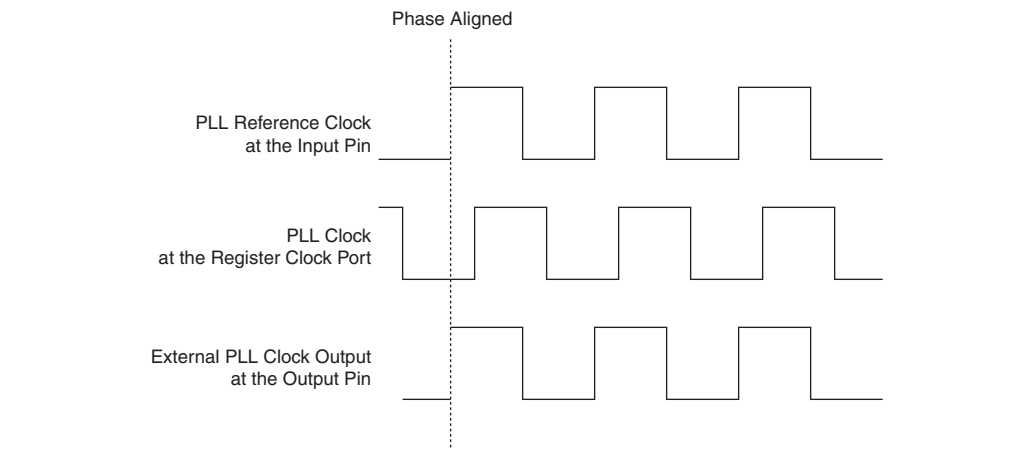 Phase Aligned
PLL Reference Clock
at the Input Pin
PLL Clock
at the Register Clock Port
External PLL Clock Output
at the Output Pin